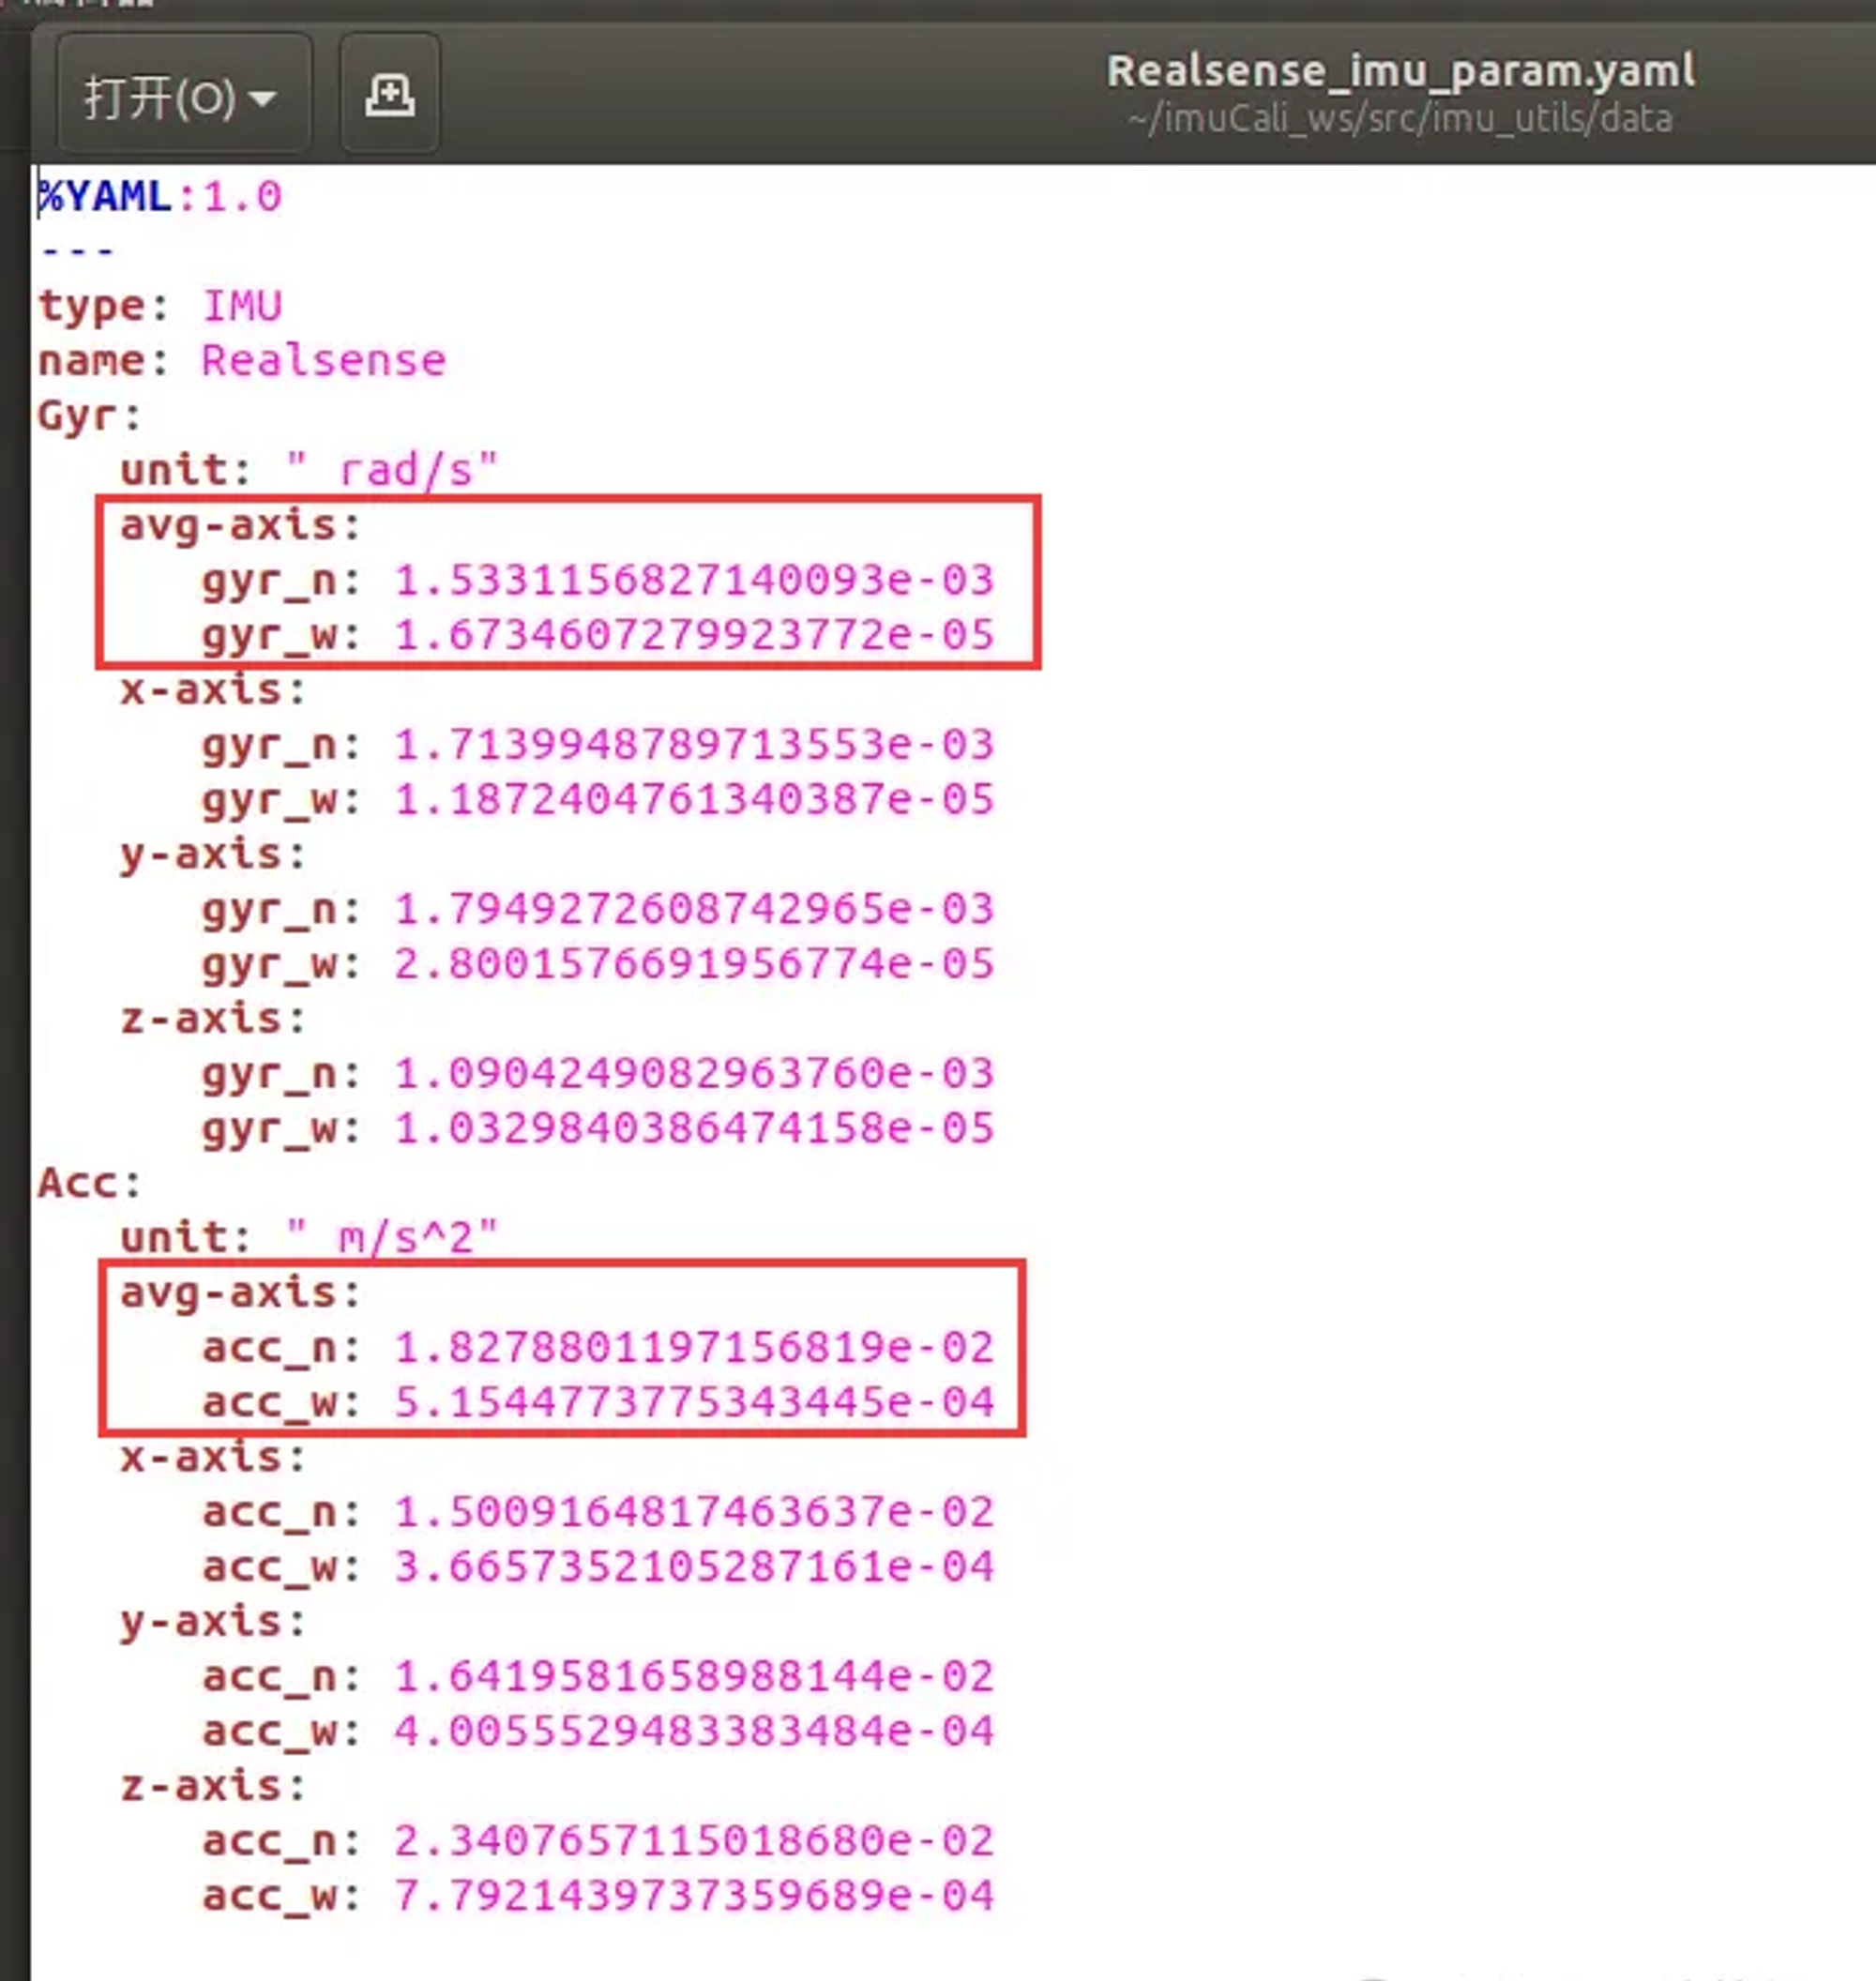 打开(O)
Realsense_imu_param.yaml
~/imuCali_ws/src/imu_utils/data
%YAML:1.0
---
type: IMU
name: Realsense
Gyr:
   unit: " rad/s"
   avg-axis:
      gyr_n: 1.5331156827140093e-03
      gyr_w: 1.6734607279923772e-05
   x-axis:
      gyr_n: 1.7139948789713553e-03
      gyr_w: 1.1872404761340387e-05
   y-axis:
      gyr_n: 1.7949272608742965e-03
      gyr_w: 2.8001576691956774e-05
   z-axis:
      gyr_n: 1.0904249082963760e-03
      gyr_w: 1.0329840386474158e-05
Acc:
   unit: " m/s^2"
   avg-axis:
      acc_n: 1.8278801197156819e-02
      acc_w: 5.1544773775343445e-04
   x-axis:
      acc_n: 1.5009164817463637e-02
      acc_w: 3.6657352105287161e-04
   y-axis:
      acc_n: 1.6419581658988144e-02
      acc_w: 4.0055529483383484e-04
   z-axis:
      acc_n: 2.3407657115018680e-02
      acc_w: 7.7921439737359689e-04